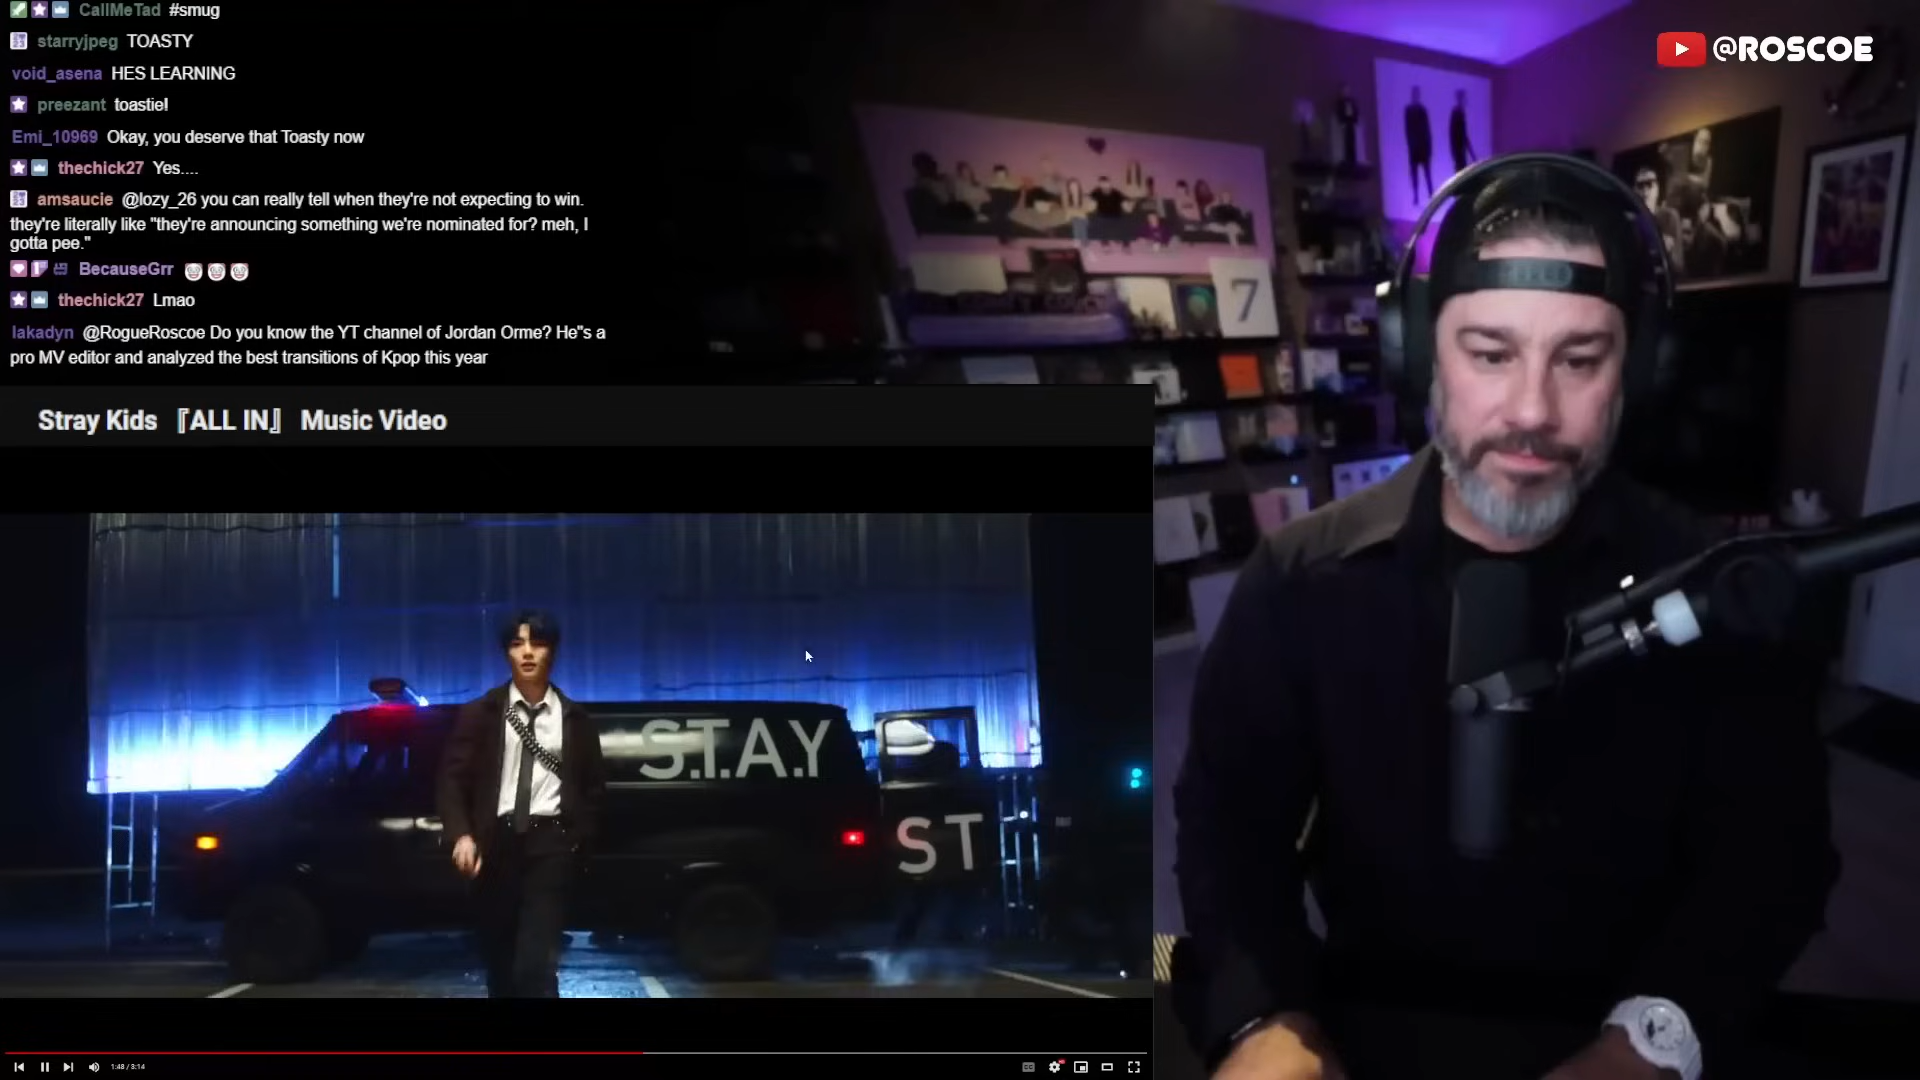 CallMeTad #smug
starryjpeg TOASTY
void_asena HES LEARNING
preezant toastie!
Emi_10969 Okay, you deserve that Toasty now
thechick27 Yes....
amsaucie @lozy_26 you can really tell when they're not expecting to win.
they're literally like "they're announcing something we're nominated for? meh, I
gotta pee."
BecauseGrr
thechick27 Lmao
lakadyn @RogueRoscoe Do you know the YT channel of Jordan Orme? He"s a
pro MV editor and analyzed the best transitions of Kpop this year
@ROSCOE
7
Stray Kids 『ALL IN』 Music Video
S.T.A.Y
ST
1:48 / 3:14